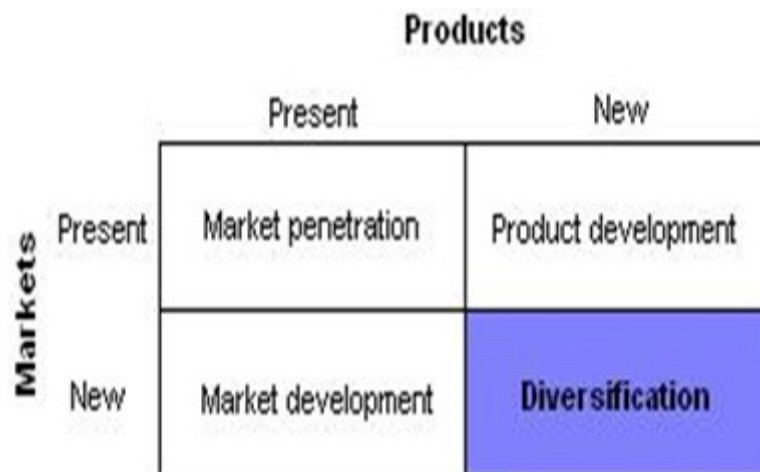 Products
Present New
Markets
Present Market penetration Product development
New Market development Diversification